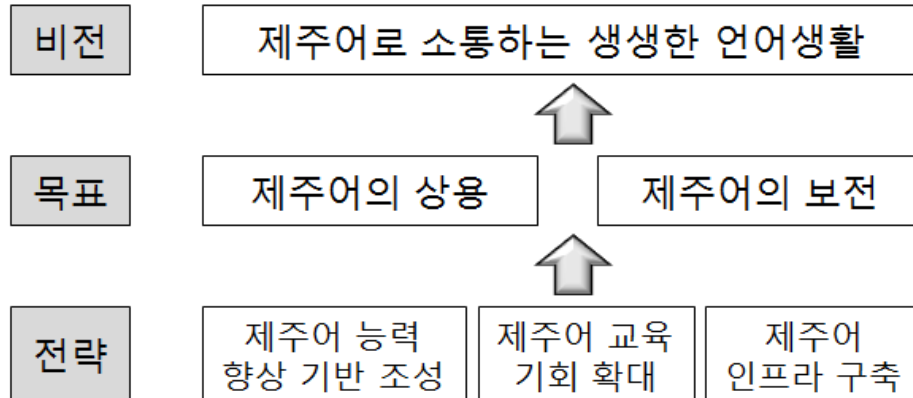 비전
제주어로 소통하는 생생한 언어생활
목표
제주어의 상용
제주어의 보전
전략
제주어 능력
향상 기반 조성
제주어 교육
기회 확대
제주어
인프라 구축